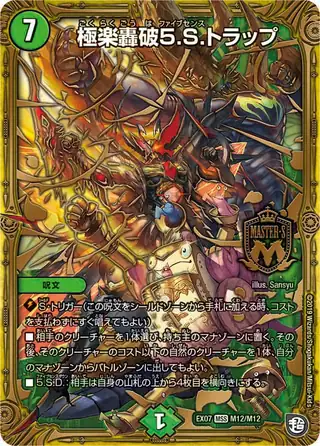 7
ごくらくごう は ファイブセンス
極楽轟破5.S.トラップ
MASTER-S
M
illus. Sansyu
呪文
S・トリガー(この呪文をシールドゾーンから手札に加える時、コスト
を支払わずにすぐ唱えてもよい)
■相手のクリーチャーを1体選び、持ち主のマナゾーンに置く。その
後、そのクリーチャーのコスト以下の自然のクリーチャーを1体、自分
のマナゾーンからバトルゾーンに出してもよい。
■5.S.D.:相手は自身の山札の上から4枚目を横向きにする。
1
EX07 MSS M12/M12